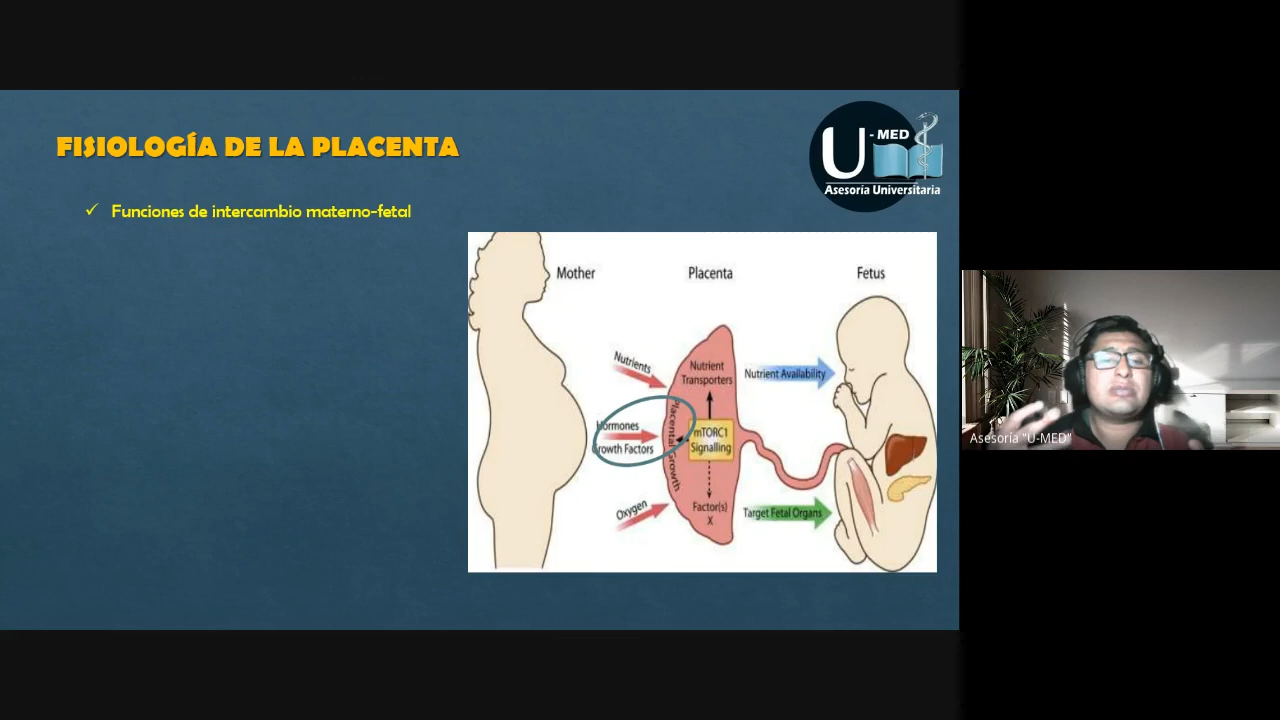 FISIOLOGÍA DE LA PLACENTA
U-MED
Asesoría Universitaria
✓ Funciones de intercambio materno-fetal
Mother
Placenta
Fetus
Nutrients
Nutrient
Transporters
Nutrient Availability
Hormones
Growth Factors
Placental Growth
mTORC1
Signalling
Oxygen
Factor(s)
X
Target Fetal Organs
Asesoría "U-MED"